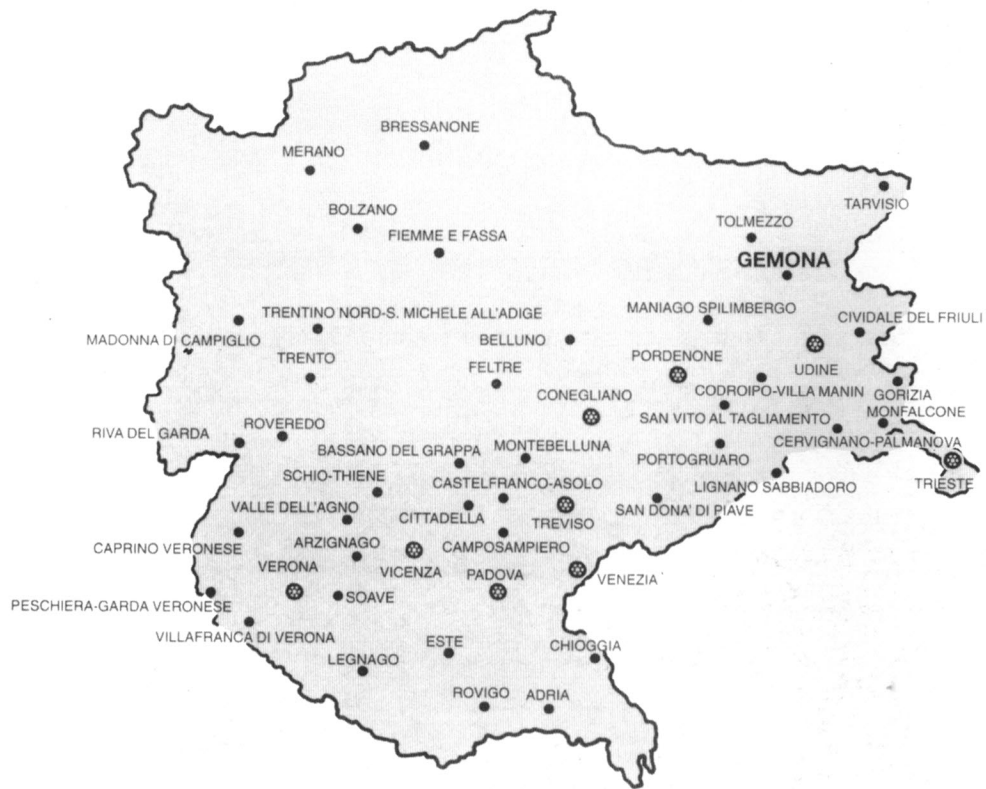 BRESSANONE
MERANO
TARVISIO
BOLZANO
TOLMEZZO
FIEMME E FASSA
GEMONA
MANIAGO SPILIMBERGO
TRENTINO NORD-S. MICHELE ALL'ADIGE
CIVIDALE DEL FRIULI
MADONNA DI CAMPIGLIO
BELLUNO
TRENTO
PORDENONE
UDINE
FELTRE
CONEGLIANO
CODROIPO-VILLA MANIN
GORIZIA
MONFALCONE
SAN VITO AL TAGLIAMENTO
ROVEREDO
RIVA DEL GARDA
CERVIGNANO-PALMANOVA
MONTEBELLUNA
BASSANO DEL GRAPPA
PORTOGRUARO
SCHIO-THIENE
CASTELFRANCO-ASOLO
TRIESTE
LIGNANO SABBIADORO
VALLE DELL'AGNO
CITTADELLA
TREVISO
SAN DONA' DI PIAVE
ARZIGNAGO
CAPRINO VERONESE
CAMPOSAMPIERO
VERONA
VICENZA
PADOVA
VENEZIA
SOAVE
PESCHIERA-GARDA VERONESE
VILLAFRANCA DI VERONA
ESTE
CHIOGGIA
LEGNAGO
ROVIGO
ADRIA